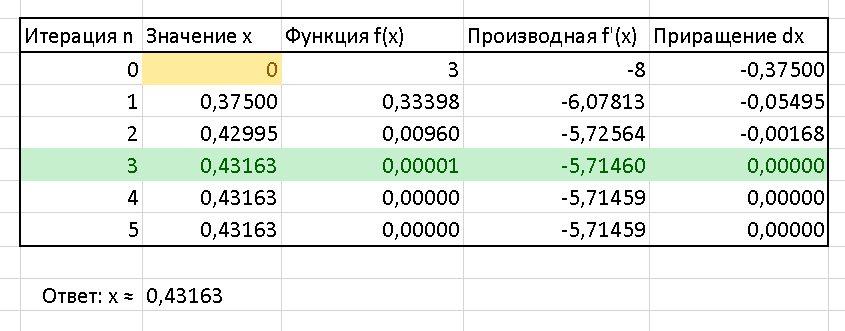 Итерация n Значение x Функция f(x) Производная f'(x) Приращение dx
0 0 3 -8 -0,37500
1 0,37500 0,33398 -6,07813 -0,05495
2 0,42995 0,00960 -5,72564 -0,00168
3 0,43163 0,00001 -5,71460 0,00000
4 0,43163 0,00000 -5,71459 0,00000
5 0,43163 0,00000 -5,71459 0,00000
Ответ: x ≈ 0,43163